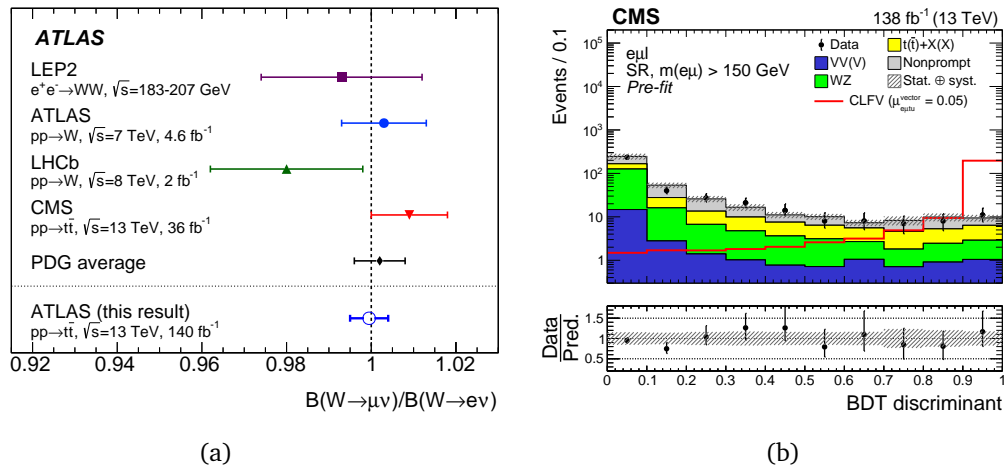 ATLAS
LEP2
e⁺e⁻→WW, √s=183-207 GeV
ATLAS
pp→W, √s=7 TeV, 4.6 fb⁻¹
LHCb
pp→W, √s=8 TeV, 2 fb⁻¹
CMS
pp→tt̄, √s=13 TeV, 36 fb⁻¹
PDG average
ATLAS (this result)
pp→tt̄, √s=13 TeV, 140 fb⁻¹
0.92 0.94 0.96 0.98 1 1.02
B(W→μν)/B(W→eν)
(a)
CMS 138 fb⁻¹ (13 TeV)
Events / 0.1
10⁵
10⁴
10³
10²
10
1
eμl
SR, m(eμ) > 150 GeV
Pre-fit
Data
t(t̄)+X(X)
VV(V)
Nonprompt
WZ
Stat. ⊕ syst.
CLFV (μ^vector_eμtu = 0.05)
Data
Pred.
1.5
1
0.5
0 0.1 0.2 0.3 0.4 0.5 0.6 0.7 0.8 0.9 1
BDT discriminant
(b)